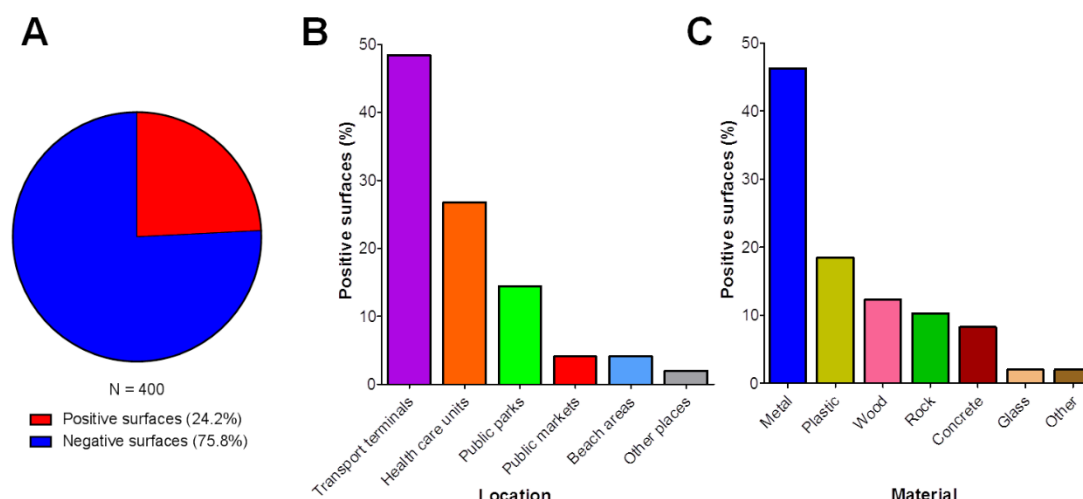 A
N = 400
Positive surfaces (24.2%)
Negative surfaces (75.8%)
B
Positive surfaces (%)
50
40
30
20
10
0
Transport terminals
Health care units
Public parks
Public markets
Beach areas
Other places
Location
C
Positive surfaces (%)
50
40
30
20
10
0
Metal
Plastic
Wood
Rock
Concrete
Glass
Other
Material